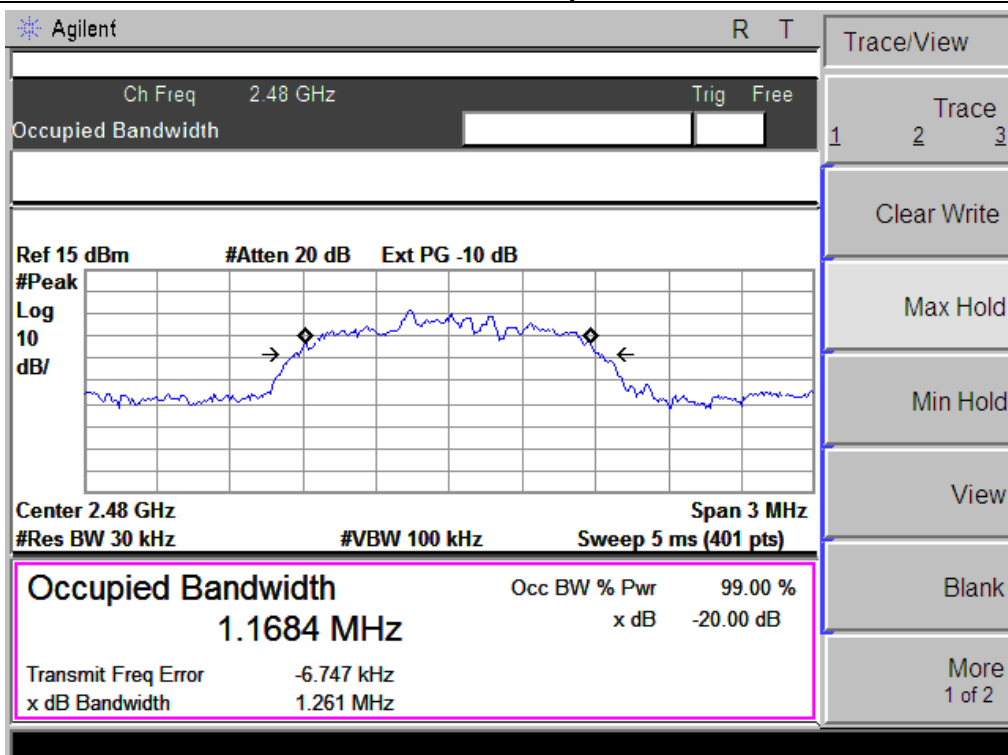 Agilent R T
Ch Freq 2.48 GHz Trig Free
Occupied Bandwidth
Ref 15 dBm #Atten 20 dB Ext PG -10 dB
#Peak
Log
10
dB/
Center 2.48 GHz Span 3 MHz
#Res BW 30 kHz #VBW 100 kHz Sweep 5 ms (401 pts)
Occupied Bandwidth Occ BW % Pwr 99.00 %
1.1684 MHz x dB -20.00 dB
Transmit Freq Error -6.747 kHz
x dB Bandwidth 1.261 MHz
Trace/View
Trace
1 2 3
Clear Write
Max Hold
Min Hold
View
Blank
More
1 of 2